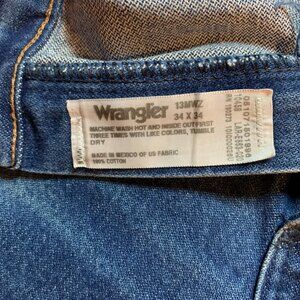 Wrangler 13MWZ
34 X 34
MACHINE WASH HOT AND INSIDE OUT FIRST
THREE TIMES WITH LIKE COLORS, TUMBLE
DRY
MADE IN MEXICO OF US FABRIC
100% COTTON